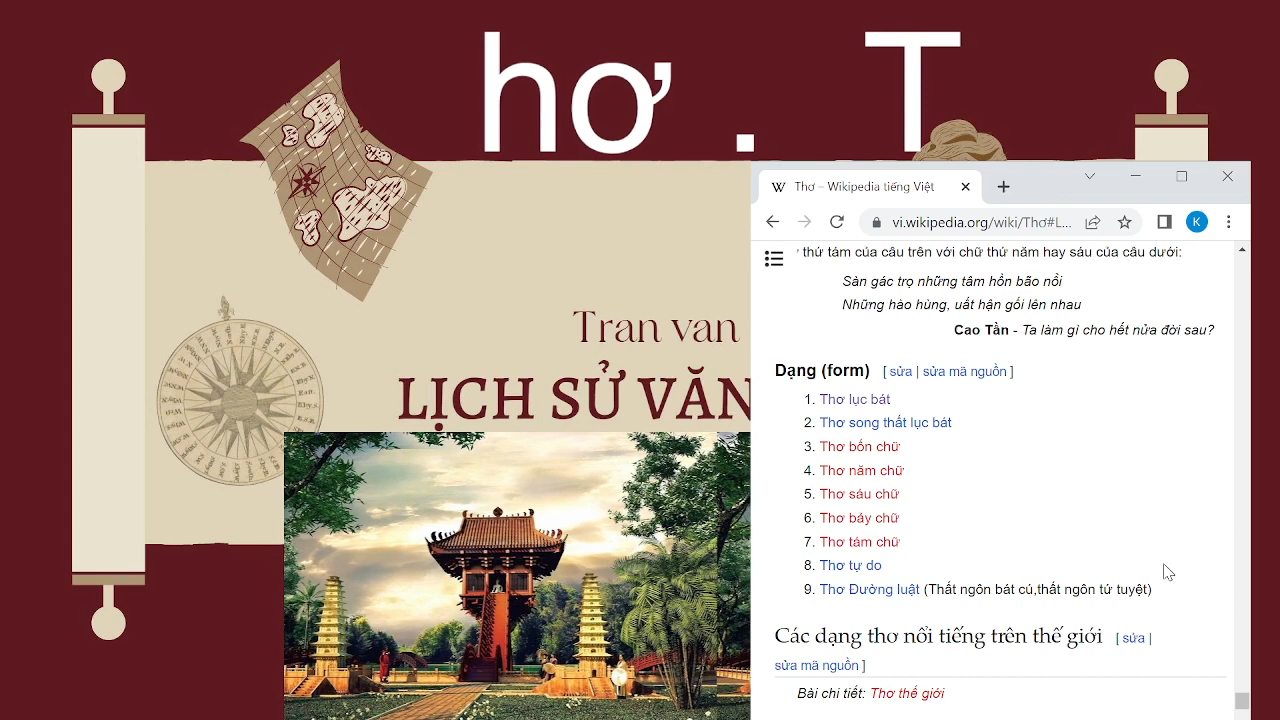 hơ . T
Tran van
LỊCH SỬ VĂN
Thơ – Wikipedia tiếng Việt
vi.wikipedia.org/wiki/Thơ#L...
K
thứ tám của câu trên với chữ thứ năm hay sáu của câu dưới:
Sàn gác trọ những tâm hồn bão nổi
Những hào hùng, uất hận gối lên nhau
Cao Tần - Ta làm gì cho hết nửa đời sau?
Dạng (form) [ sửa | sửa mã nguồn ]
1. Thơ lục bát
2. Thơ song thất lục bát
3. Thơ bốn chữ
4. Thơ năm chữ
5. Thơ sáu chữ
6. Thơ bảy chữ
7. Thơ tám chữ
8. Thơ tự do
9. Thơ Đường luật (Thất ngôn bát cú,thất ngôn tứ tuyệt)
Các dạng thơ nổi tiếng trên thế giới [ sửa |
sửa mã nguồn ]
Bài chi tiết: Thơ thế giới